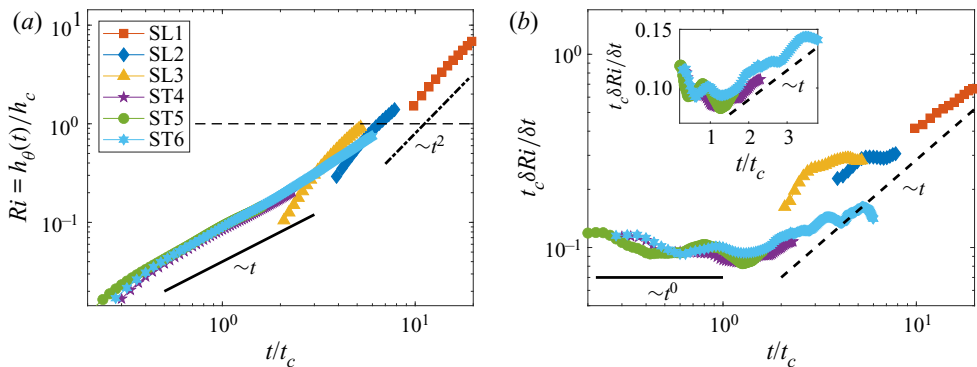 (a)
SL1
SL2
SL3
ST4
ST5
ST6
Ri = h_θ(t)/h_c
10^1
10^0
10^−1
~t^2
~t
10^0
10^1
t/t_c
(b)
t_c δRi/δt
10^0
10^−1
0.15
0.10
t_c δRi/δt
~t
1
2
3
t/t_c
~t
~t^0
10^0
10^1
t/t_c